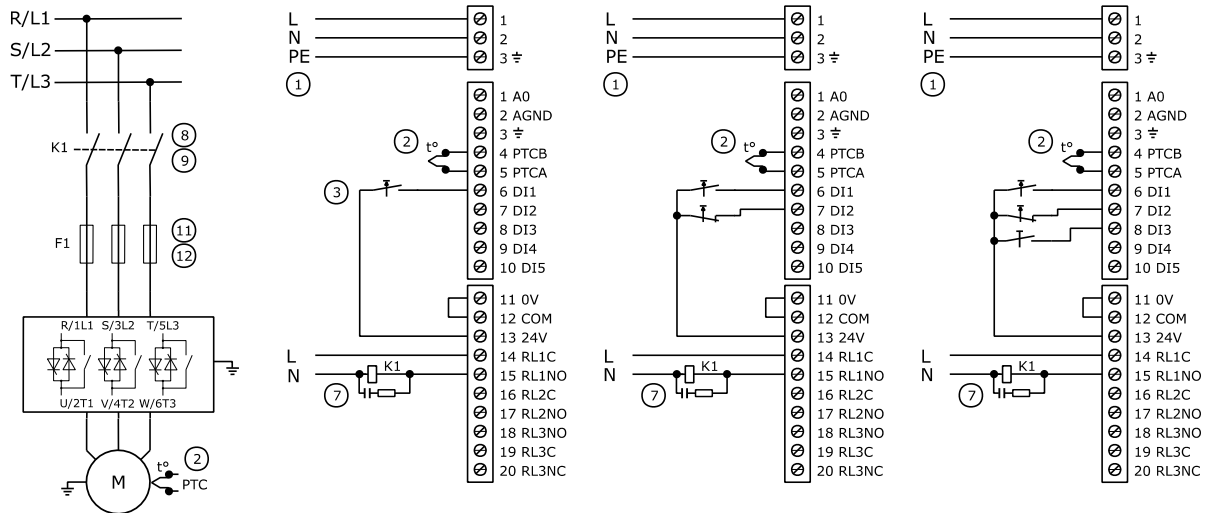 R/L1
S/L2
T/L3
K1
8
9
F1
11
12
R/1L1 S/3L2 T/5L3
U/2T1 V/4T2 W/6T3
M
t°
2
PTC
L
N
PE
1
1
2
3
1 A0
2 AGND
3
4 PTCB
5 PTCA
6 DI1
7 DI2
8 DI3
9 DI4
10 DI5
2
t°
3
11 0V
12 COM
13 24V
14 RL1C
15 RL1NO
16 RL2C
17 RL2NO
18 RL3NO
19 RL3C
20 RL3NC
L
N
K1
7
L
N
PE
1
1
2
3
1 A0
2 AGND
3
4 PTCB
5 PTCA
6 DI1
7 DI2
8 DI3
9 DI4
10 DI5
2
t°
11 0V
12 COM
13 24V
14 RL1C
15 RL1NO
16 RL2C
17 RL2NO
18 RL3NO
19 RL3C
20 RL3NC
L
N
K1
7
L
N
PE
1
1
2
3
1 A0
2 AGND
3
4 PTCB
5 PTCA
6 DI1
7 DI2
8 DI3
9 DI4
10 DI5
2
t°
11 0V
12 COM
13 24V
14 RL1C
15 RL1NO
16 RL2C
17 RL2NO
18 RL3NO
19 RL3C
20 RL3NC
L
N
K1
7